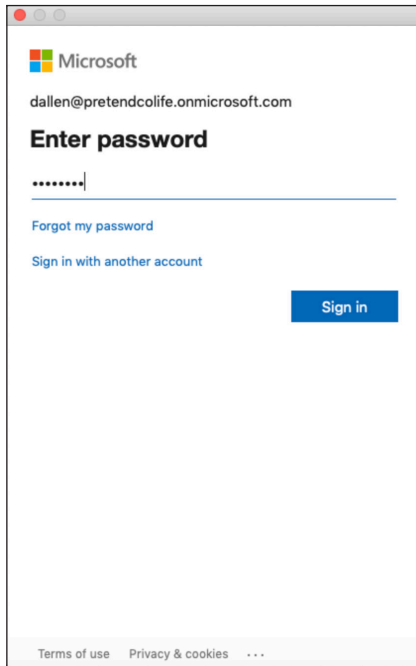 Microsoft
dallen@pretendcolife.onmicrosoft.com
Enter password
••••••••
Forgot my password
Sign in with another account
Sign in
Terms of use Privacy & cookies ...